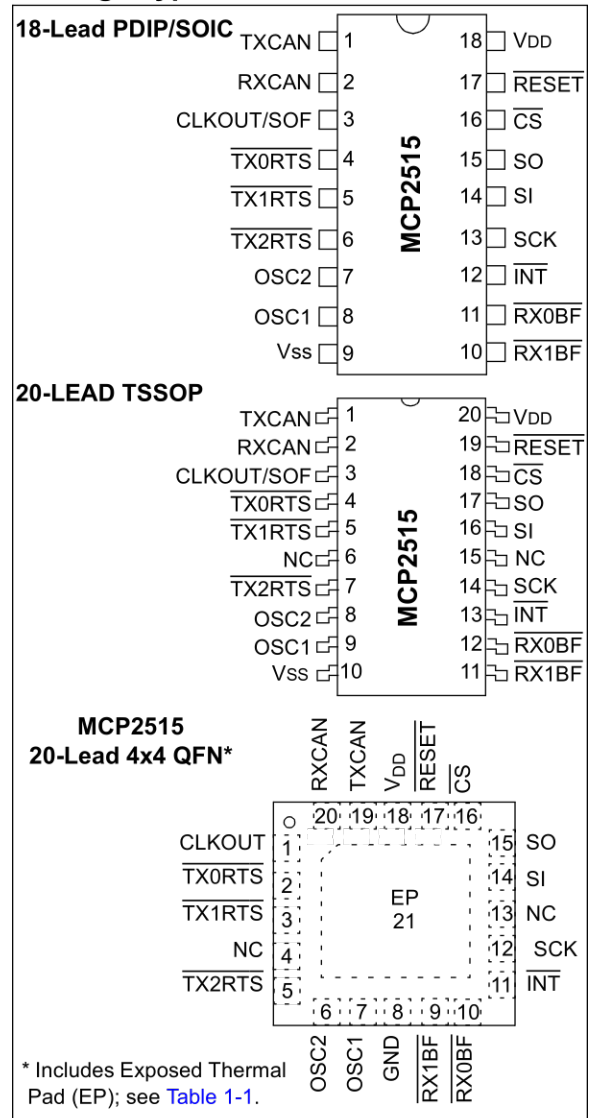 18-Lead PDIP/SOIC
TXCAN 1 18 VDD
RXCAN 2 17 RESET
CLKOUT/SOF 3 16 CS
TX0RTS 4 15 SO
TX1RTS 5 14 SI
TX2RTS 6 13 SCK
OSC2 7 12 INT
OSC1 8 11 RX0BF
Vss 9 10 RX1BF
MCP2515
20-LEAD TSSOP
TXCAN 1 20 VDD
RXCAN 2 19 RESET
CLKOUT/SOF 3 18 CS
TX0RTS 4 17 SO
TX1RTS 5 16 SI
NC 6 15 NC
TX2RTS 7 14 SCK
OSC2 8 13 INT
OSC1 9 12 RX0BF
Vss 10 11 RX1BF
MCP2515
MCP2515
20-Lead 4x4 QFN*
RXCAN TXCAN VDD RESET CS
20 19 18 17 16
CLKOUT 1 15 SO
TX0RTS 2 14 SI
TX1RTS 3 13 NC
NC 4 12 SCK
TX2RTS 5 11 INT
EP
21
6 7 8 9 10
OSC2 OSC1 GND RX1BF RX0BF
* Includes Exposed Thermal
Pad (EP); see Table 1-1.